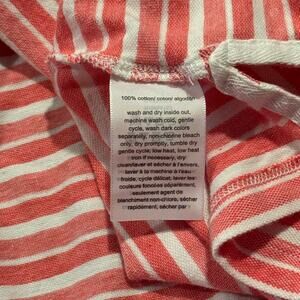 100% cotton/ coton/ algodón
wash and dry inside out,
machine wash cold, gentle
cycle, wash dark colors
separately, non-chlorine bleach
only, dry promptly, tumble dry
gentle cycle, low heat, low heat
iron if necessary, dry
clean/laver et sécher à l'envers,
laver à la machine à l'eau
froide, cycle délicat, laver les
couleurs foncées séparément,
seulement agent de
blanchiment non-chlore, sécher
rapidement, sécher par